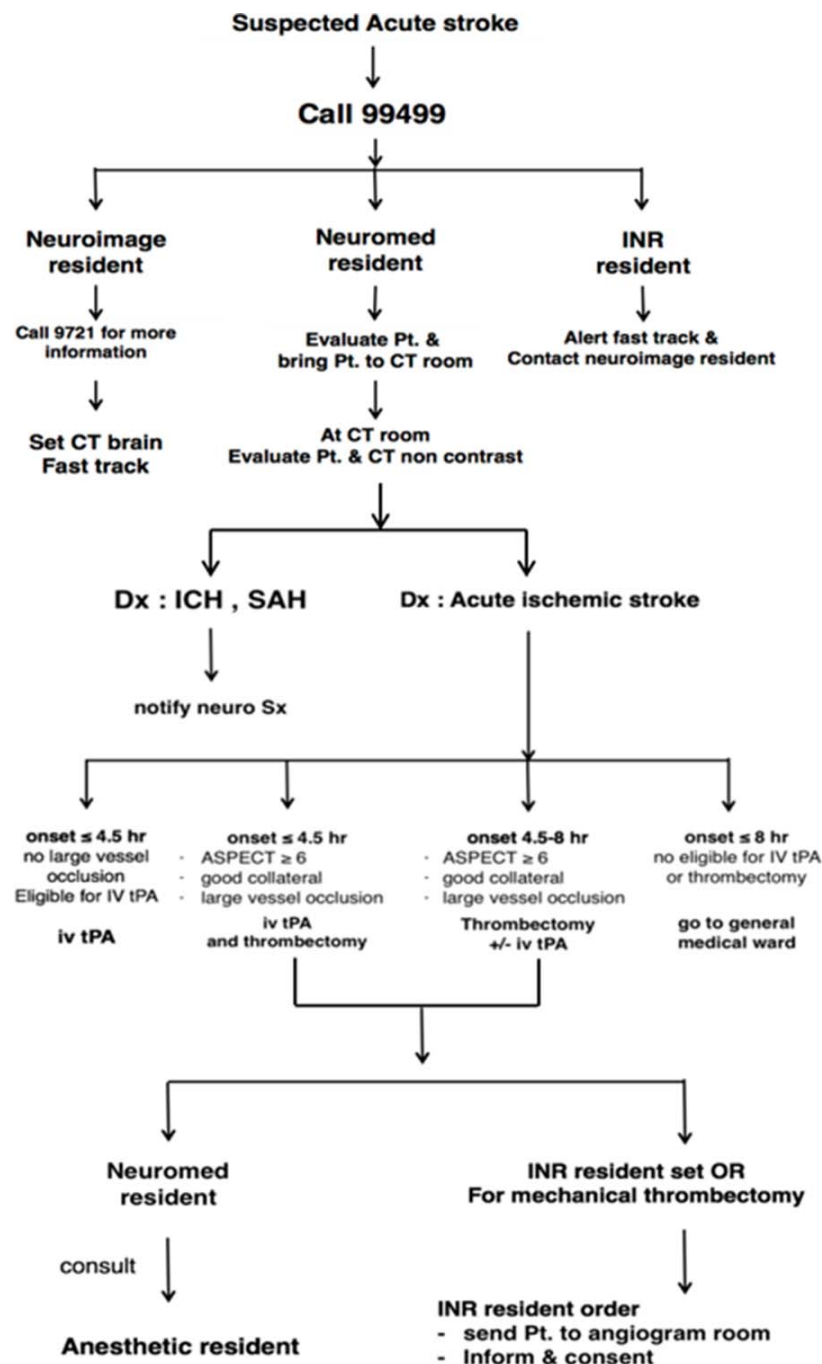 Suspected Acute stroke
Call 99499
Neuroimage
resident
Neuromed
resident
INR
resident
Call 9721 for more
information
Evaluate Pt. &
bring Pt. to CT room
Alert fast track &
Contact neuroimage resident
Set CT brain
Fast track
At CT room
Evaluate Pt. & CT non contrast
Dx : ICH , SAH
Dx : Acute ischemic stroke
notify neuro Sx
onset ≤ 4.5 hr
no large vessel
occlusion
Eligible for IV tPA
iv tPA
onset ≤ 4.5 hr
- ASPECT ≥ 6
- good collateral
- large vessel occlusion
iv tPA
and thrombectomy
onset 4.5-8 hr
- ASPECT ≥ 6
- good collateral
- large vessel occlusion
Thrombectomy
+/- iv tPA
onset ≤ 8 hr
no eligible for IV tPA
or thrombectomy
go to general
medical ward
Neuromed
resident
consult
Anesthetic resident
INR resident set OR
For mechanical thrombectomy
INR resident order
- send Pt. to angiogram room
- Inform & consent